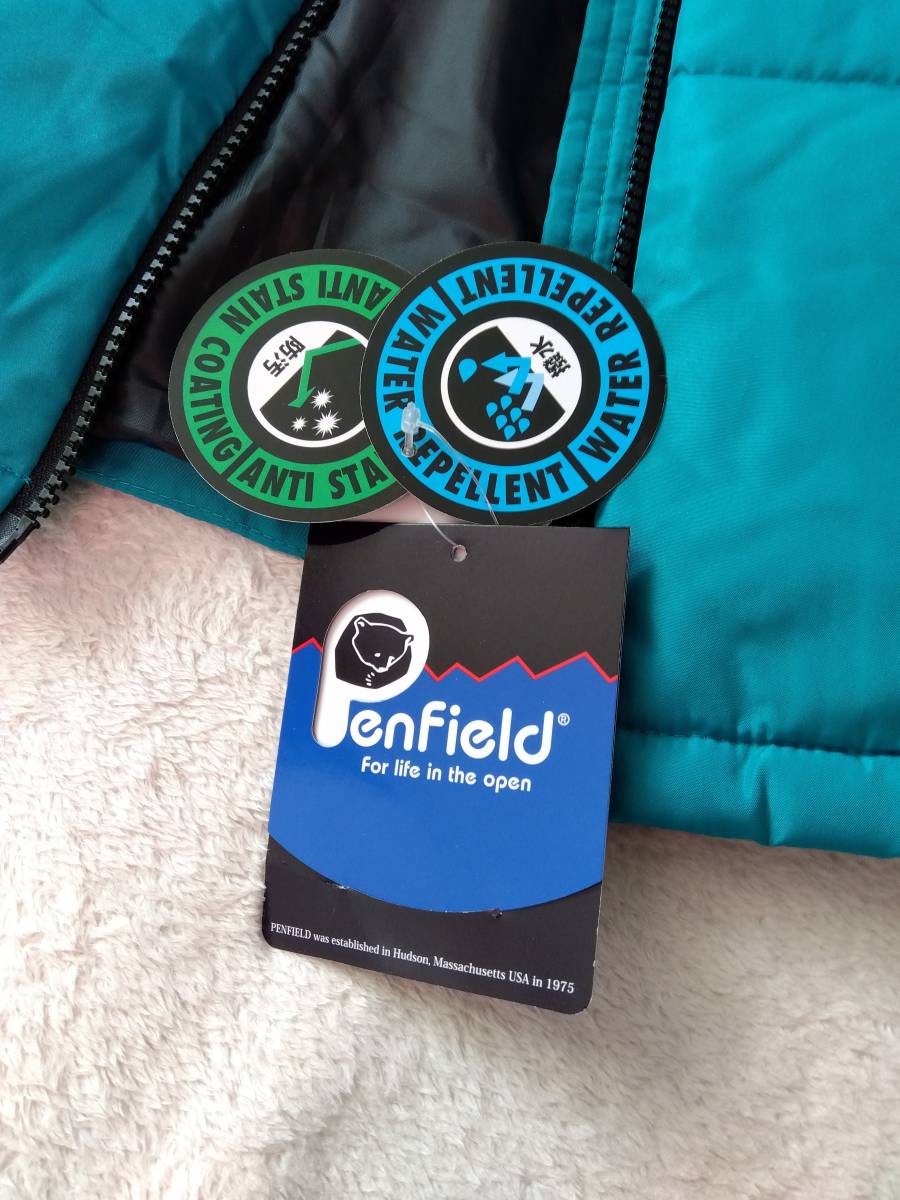 ANTI STAIN COATING
ANTI STA
防汚
WATER REPELLENT
WATER REPELLENT
撥水
Penfield®
For life in the open
PENFIELD was established in Hudson, Massachusetts USA in 1975